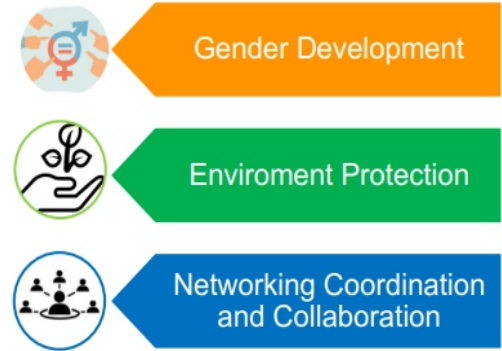 Gender Development
Enviroment Protection
Networking Coordination
and Collaboration